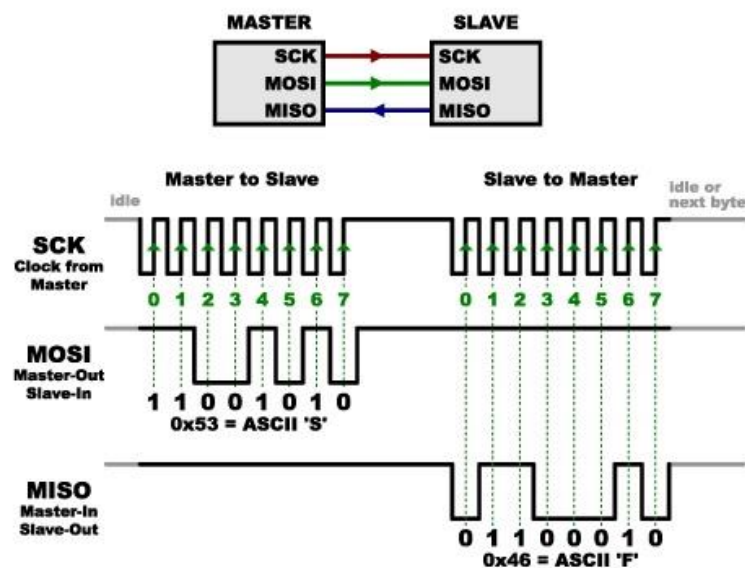 MASTER SLAVE
SCK SCK
MOSI MOSI
MISO MISO
Master to Slave Slave to Master
idle idle or
next byte
SCK
Clock from
Master
0 1 2 3 4 5 6 7 0 1 2 3 4 5 6 7
MOSI
Master-Out
Slave-In
1 1 0 0 1 0 1 0
0x53 = ASCII 'S'
MISO
Master-In
Slave-Out
0 1 1 0 0 0 1 0
0x46 = ASCII 'F'